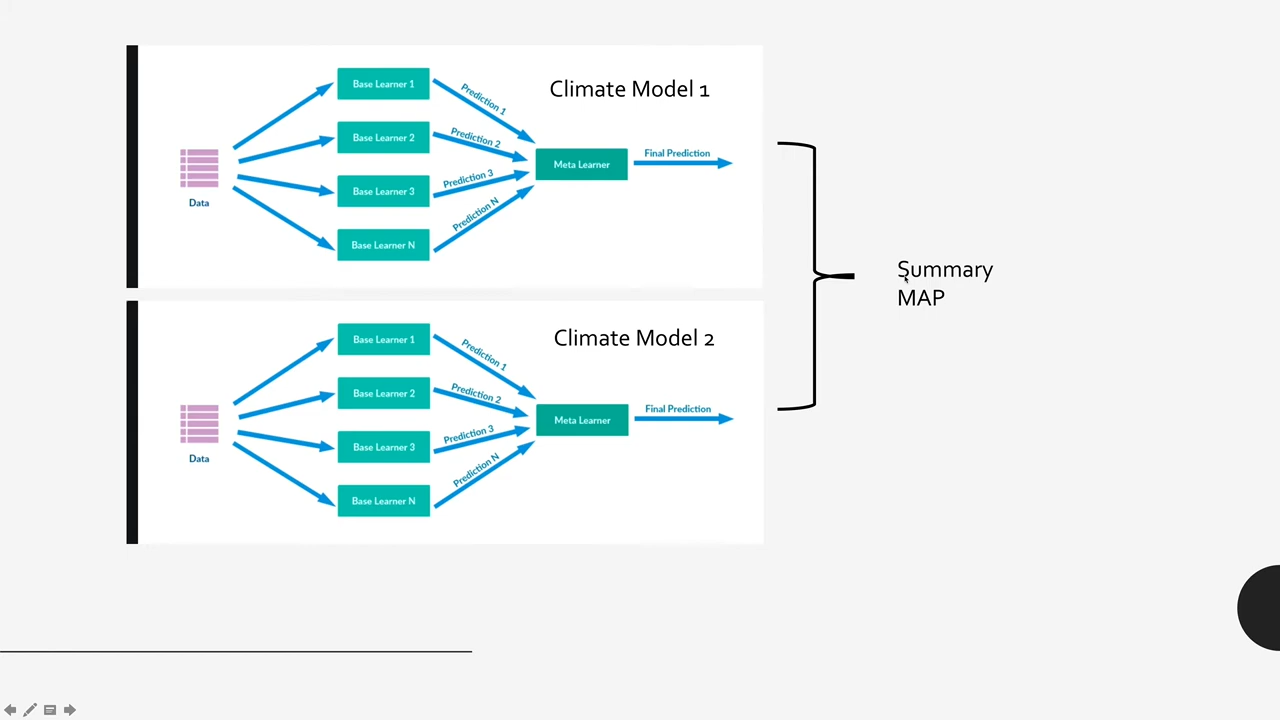 Climate Model 1
Base Learner 1
Base Learner 2
Base Learner 3
Base Learner N
Prediction 1
Prediction 2
Prediction 3
Prediction N
Meta Learner
Final Prediction
Data
Climate Model 2
Base Learner 1
Base Learner 2
Base Learner 3
Base Learner N
Prediction 1
Prediction 2
Prediction 3
Prediction N
Meta Learner
Final Prediction
Data
Summary
MAP